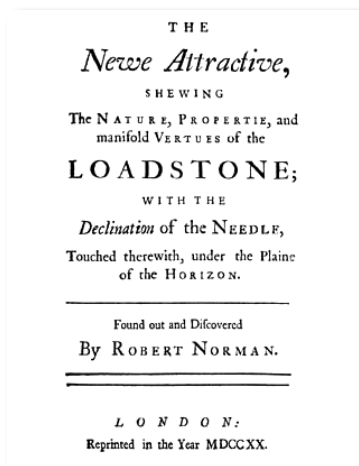 THE
Newe Attractive,
SHEWING
The NATURE, PROPERTIE, and
manifold VERTUES of the
LOADSTONE;
WITH THE
Declination of the NEEDLE,
Touched therewith, under the Plaine
of the HORIZON.
Found out and Diſcovered
By ROBERT NORMAN.
LONDON:
Reprinted in the Year MDCCXX.